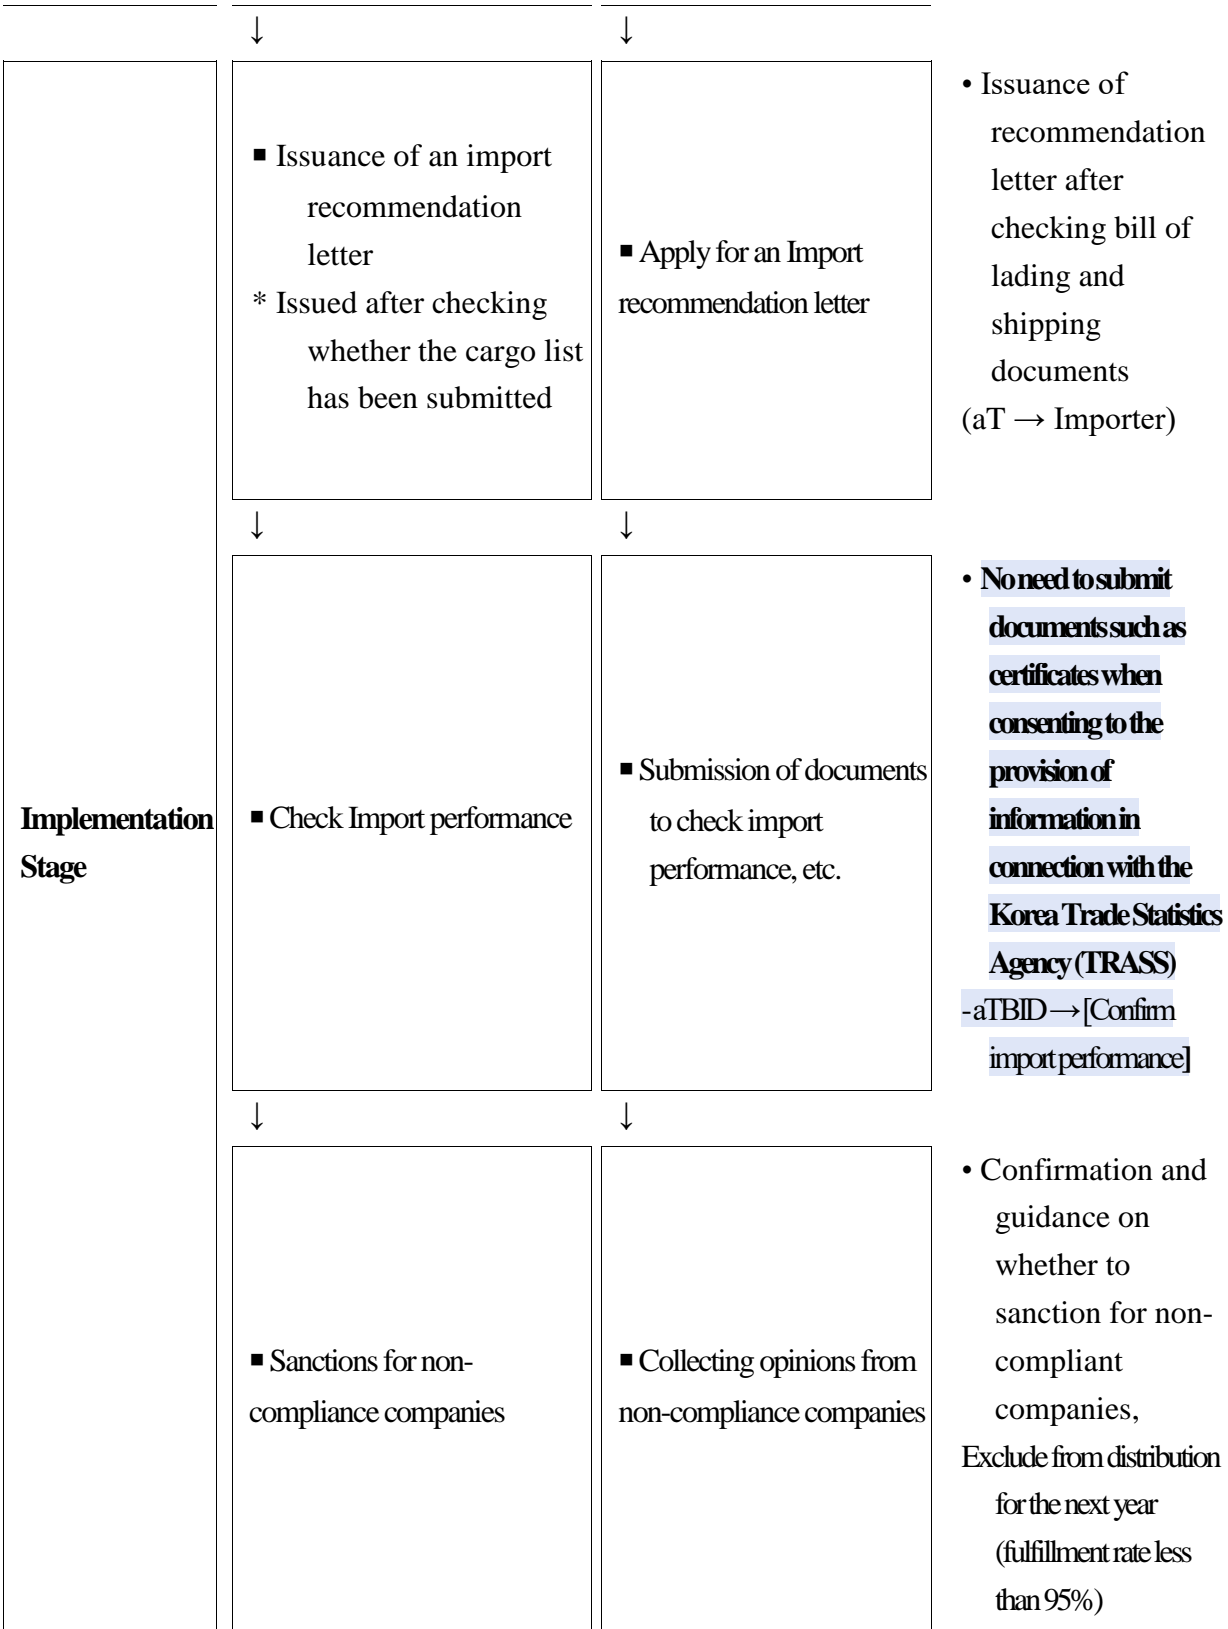 ↓ ↓
■ Issuance of an import
recommendation
letter
* Issued after checking
whether the cargo list
has been submitted
■ Apply for an Import
recommendation letter
• Issuance of
recommendation
letter after
checking bill of
lading and
shipping
documents
(aT → Importer)
↓ ↓
Implementation
Stage
■ Check Import performance
■ Submission of documents
to check import
performance, etc.
• No need to submit
documents such as
certificates when
consenting to the
provision of
information in
connection with the
Korea Trade Statistics
Agency (TRASS)
-aTBID→[Confirm
import performance]
↓ ↓
■ Sanctions for non-
compliance companies
■ Collecting opinions from
non-compliance companies
• Confirmation and
guidance on
whether to
sanction for non-
compliant
companies,
Exclude from distribution
for the next year
(fulfillment rate less
than 95%)